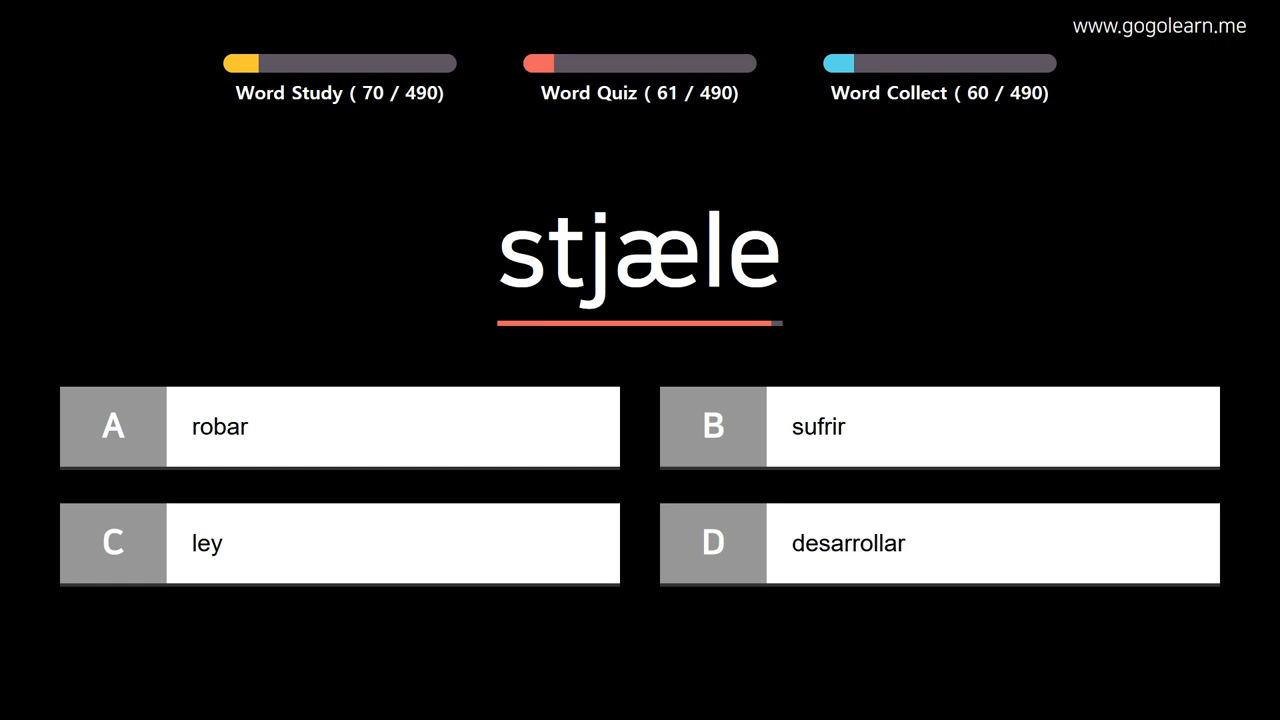 www.gogolearn.me
Word Study ( 70 / 490)
Word Quiz ( 61 / 490)
Word Collect ( 60 / 490)
stjæle
A robar
B sufrir
C ley
D desarrollar